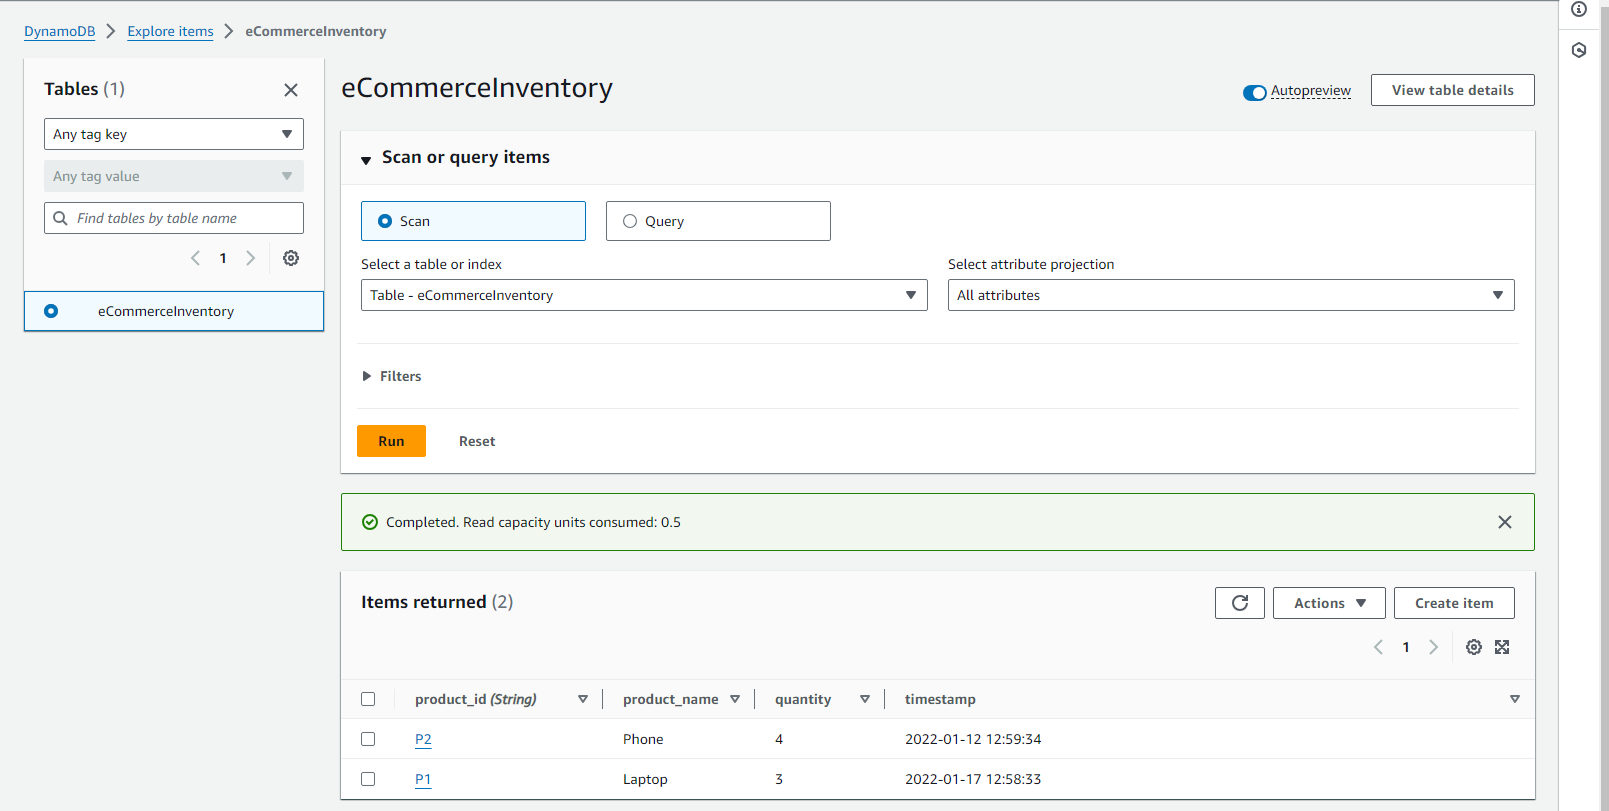 DynamoDB > Explore items > eCommerceInventory
Tables (1)
Any tag key
Any tag value
Find tables by table name
1
eCommerceInventory
eCommerceInventory
Autopreview
View table details
Scan or query items
Scan
Query
Select a table or index
Select attribute projection
Table - eCommerceInventory
All attributes
Filters
Run
Reset
Completed. Read capacity units consumed: 0.5
Items returned (2)
Actions
Create item
1
product_id (String) product_name quantity timestamp
P2 Phone 4 2022-01-12 12:59:34
P1 Laptop 3 2022-01-17 12:58:33